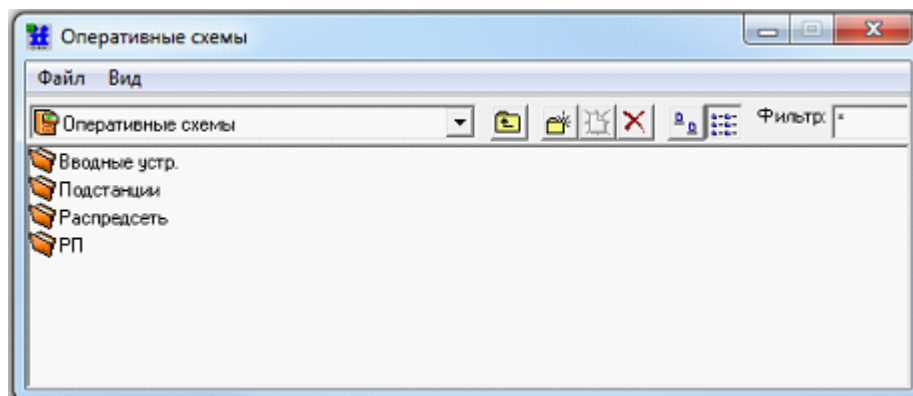 Оперативные схемы
Файл Вид
Оперативные схемы Фильтр: *
Вводные устр.
Подстанции
Распредсеть
РП